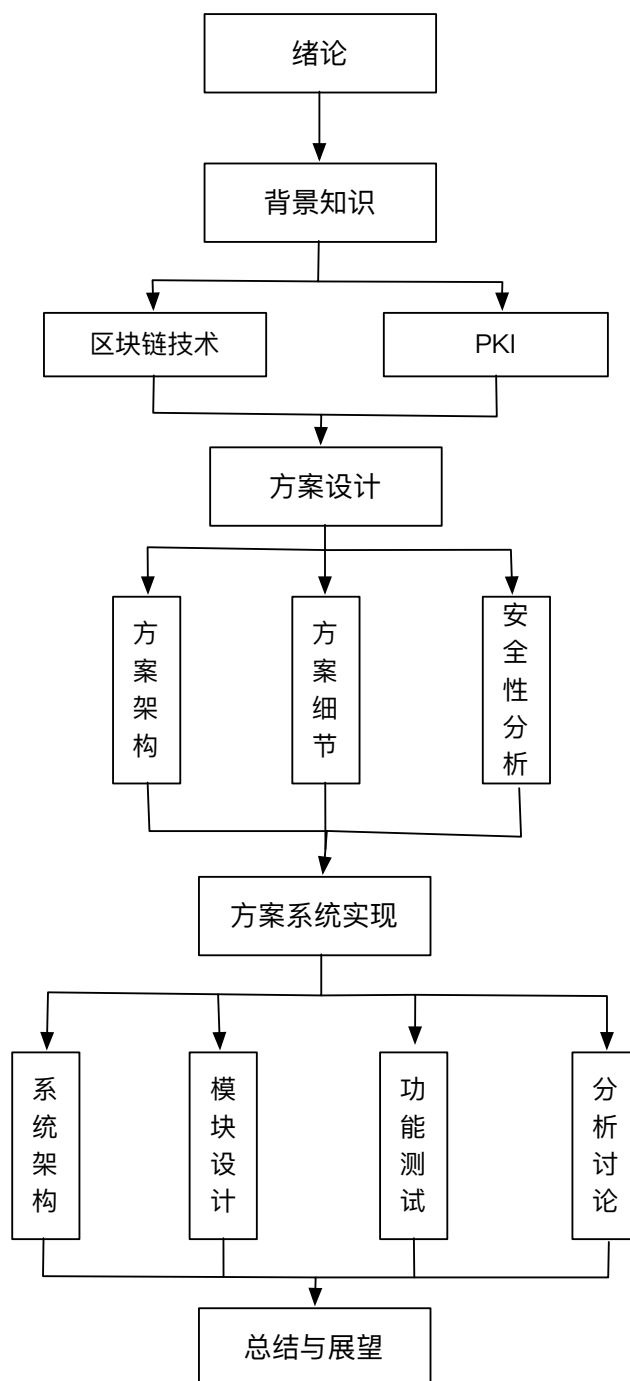 绪论
背景知识
区块链技术
PKI
方案设计
方案架构
方案细节
安全性分析
方案系统实现
系统架构
模块设计
功能测试
分析讨论
总结与展望